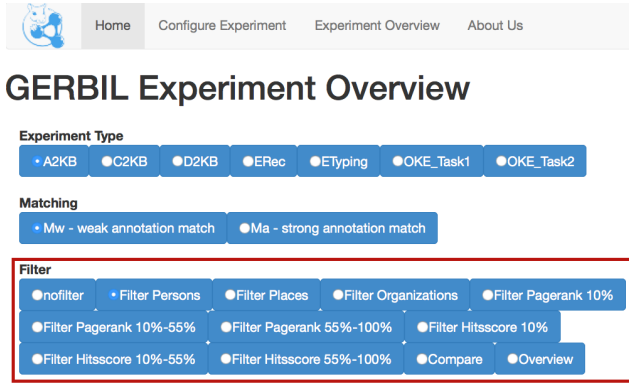 Home Configure Experiment Experiment Overview About Us
GERBIL Experiment Overview
Experiment Type
A2KB C2KB D2KB ERec ETyping OKE_Task1 OKE_Task2
Matching
Mw - weak annotation match Ma - strong annotation match
Filter
nofilter Filter Persons Filter Places Filter Organizations Filter Pagerank 10%
Filter Pagerank 10%-55% Filter Pagerank 55%-100% Filter Hitsscore 10%
Filter Hitsscore 10%-55% Filter Hitsscore 55%-100% Compare Overview